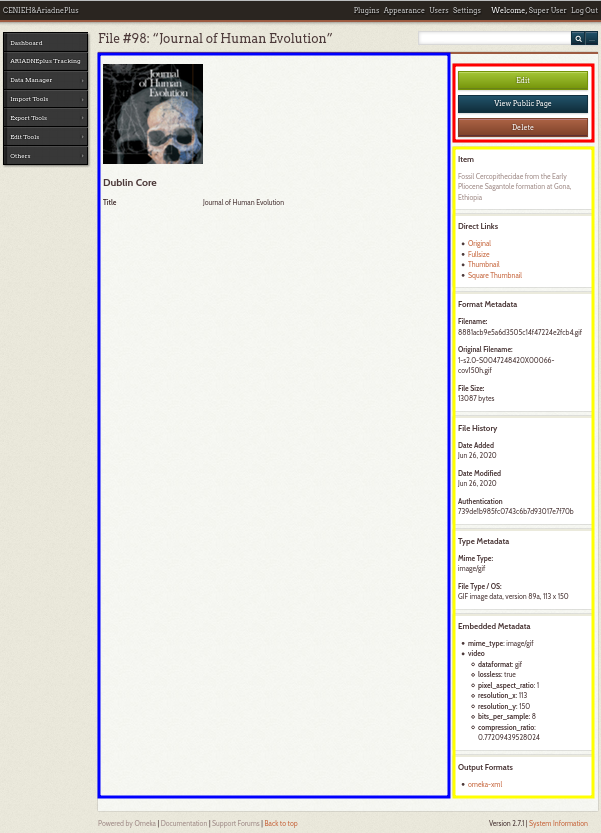 CENIEH&AriadnePlus
Plugins Appearance Users Settings Welcome, Super User Log Out
File #98: “Journal of Human Evolution”
...
Dashboard
ARIADNEplus Tracking
Data Manager
Import Tools
Export Tools
Edit Tools
Others
Journal
of Human
Evolution
Dublin Core
Title Journal of Human Evolution
Edit
View Public Page
Delete
Item
Fossil Cercopithecidae from the Early
Pliocene Sagantole formation at Gona,
Ethiopia
Direct Links
Original
Fullsize
Thumbnail
Square Thumbnail
Format Metadata
Filename:
8881acb9e5a6d3505c14f47224e2fcb4.gif
Original Filename:
1-s2.0-S0047248420X00066-
cov150h.gif
File Size:
13087 bytes
File History
Date Added
Jun 26, 2020
Date Modified
Jun 26, 2020
Authentication
739de1b985fc0743c6b7d93017e7f70b
Type Metadata
Mime Type:
image/gif
File Type / OS:
GIF image data, version 89a, 113 x 150
Embedded Metadata
mime_type: image/gif
video
dataformat: gif
lossless: true
pixel_aspect_ratio: 1
resolution_x: 113
resolution_y: 150
bits_per_sample: 8
compression_ratio:
0.77209439528024
Output Formats
omeka-xml
Powered by Omeka | Documentation | Support Forums | Back to top
Version 2.7.1 | System Information